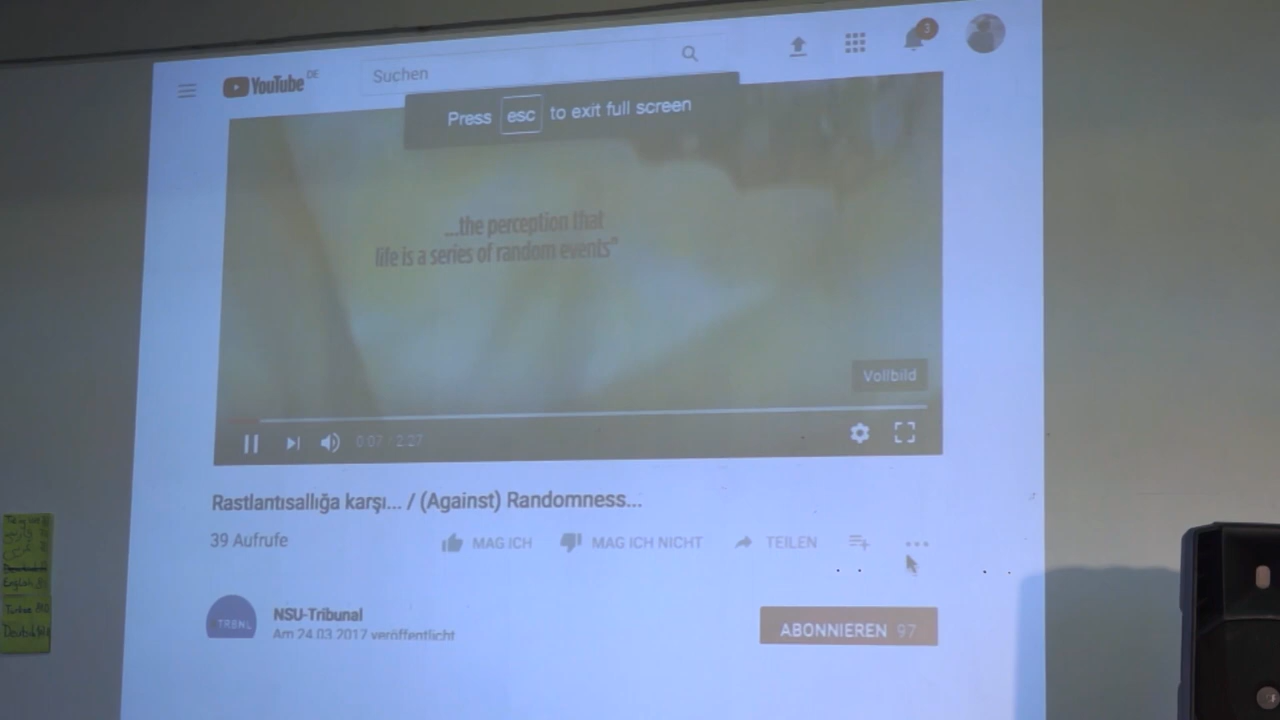 YouTube DE
Suchen
3
Press esc to exit full screen
...the perception that
life is a series of random events"
Vollbild
0:07 / 2:27
Rastlantısallığa karşı... / (Against) Randomness...
39 Aufrufe
MAG ICH
MAG ICH NICHT
TEILEN
TRBNL
NSU-Tribunal
Am 24.03.2017 veröffentlicht
ABONNIEREN 97
English